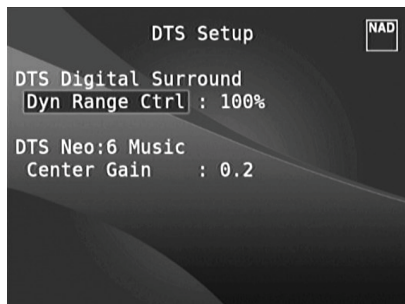 DTS Setup
NAD
DTS Digital Surround
Dyn Range Ctrl : 100%
DTS Neo:6 Music
Center Gain : 0.2